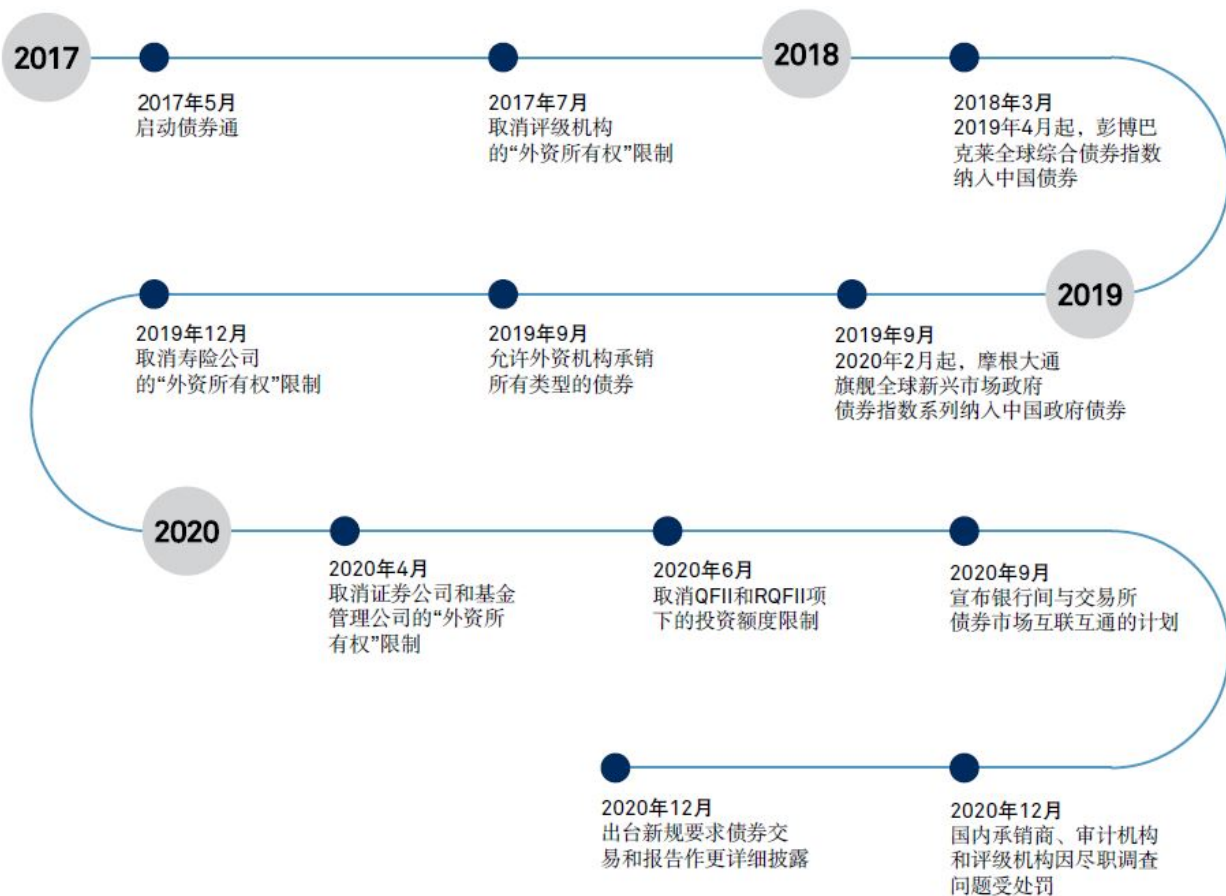 2017
2017年5月
启动债券通
2017年7月
取消评级机构
的“外资所有权”限制
2018
2018年3月
2019年4月起，彭博巴
克莱全球综合债券指数
纳入中国债券
2019
2019年9月
2020年2月起，摩根大通
旗舰全球新兴市场政府
债券指数系列纳入中国政府债券
2019年9月
允许外资机构承销
所有类型的债券
2019年12月
取消寿险公司
的“外资所有权”限制
2020
2020年4月
取消证券公司和基金
管理公司的“外资所
有权”限制
2020年6月
取消QFII和RQFII项
下的投资额度限制
2020年9月
宣布银行间与交易所
债券市场互联互通的计划
2020年12月
国内承销商、审计机构
和评级机构因尽职调查
问题受处罚
2020年12月
出台新规要求债券交
易和报告作更详细披露